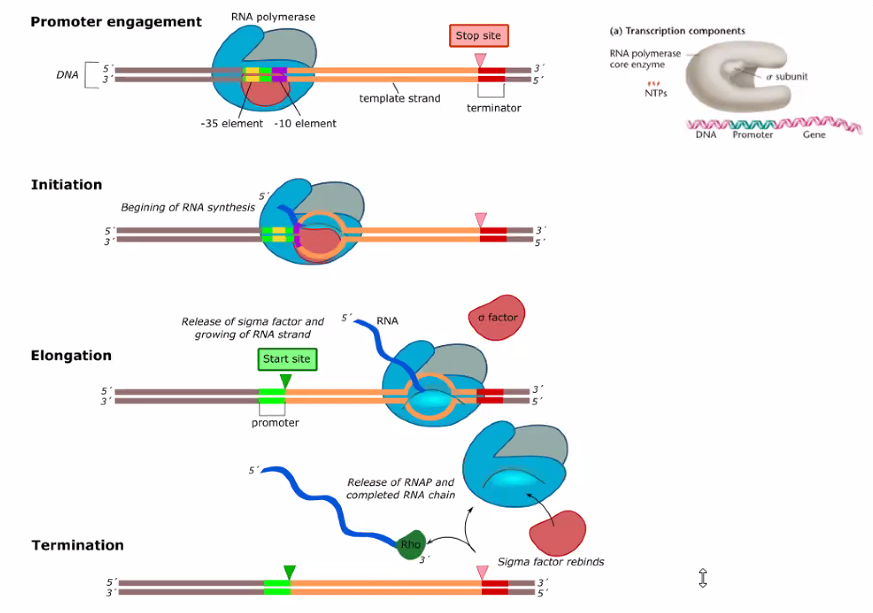 Promoter engagement
RNA polymerase
Stop site
DNA
5´
3´
3´
5´
-35 element
-10 element
template strand
terminator
(a) Transcription components
RNA polymerase
core enzyme
σ subunit
NTPs
DNA
Promoter
Gene
Initiation
5´
Begining of RNA synthesis
5´
3´
3´
5´
Release of sigma factor and
growing of RNA strand
5´
RNA
σ factor
Elongation
Start site
5´
3´
3´
5´
promoter
5´
Release of RNAP and
completed RNA chain
Rho
3´
Termination
Sigma factor rebinds
5´
3´
3´
5´